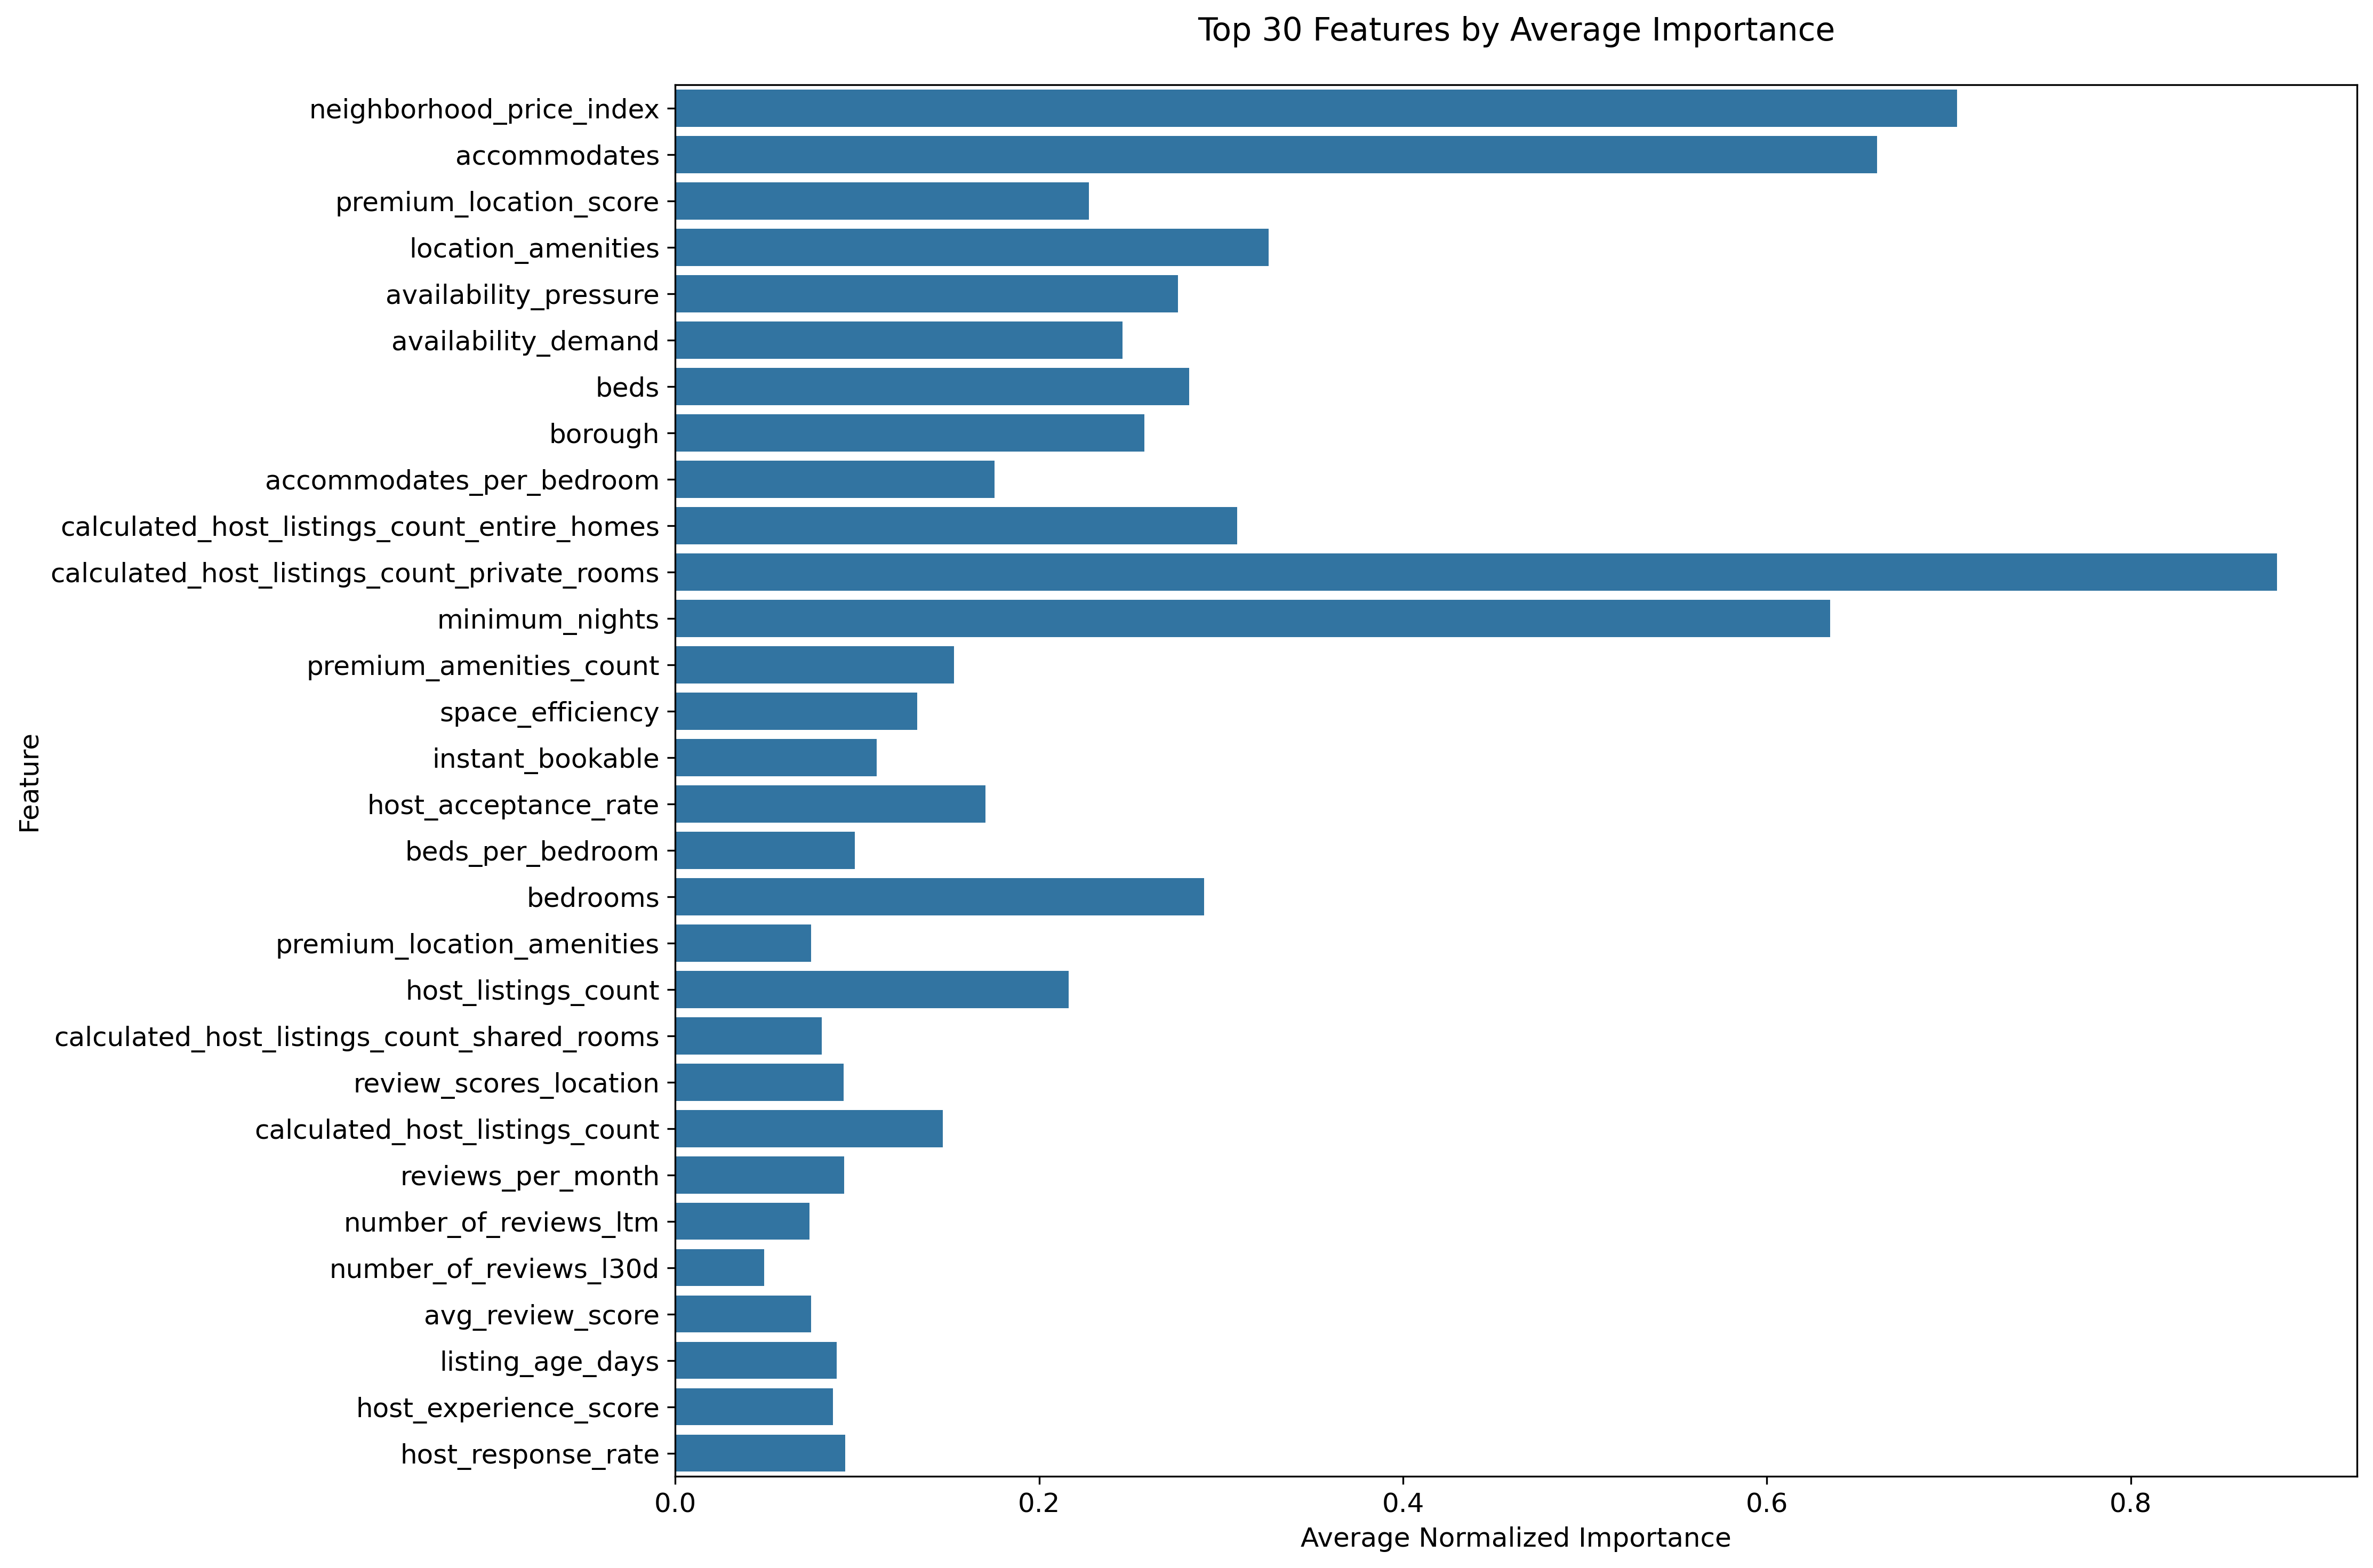 Top 30 Features by Average Importance
neighborhood_price_index
accommodates
premium_location_score
location_amenities
availability_pressure
availability_demand
beds
borough
accommodates_per_bedroom
calculated_host_listings_count_entire_homes
calculated_host_listings_count_private_rooms
minimum_nights
premium_amenities_count
space_efficiency
instant_bookable
host_acceptance_rate
beds_per_bedroom
bedrooms
premium_location_amenities
host_listings_count
calculated_host_listings_count_shared_rooms
review_scores_location
calculated_host_listings_count
reviews_per_month
number_of_reviews_ltm
number_of_reviews_l30d
avg_review_score
listing_age_days
host_experience_score
host_response_rate
Feature
0.0 0.2 0.4 0.6 0.8
Average Normalized Importance